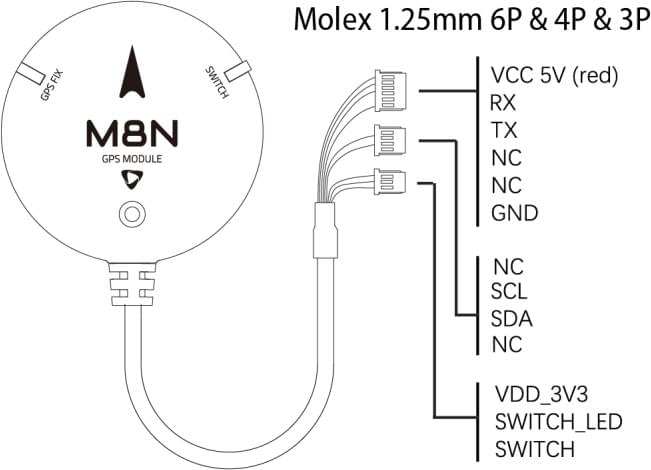 Molex 1.25mm 6P & 4P & 3P
GPS FIX
SWITCH
M8N
GPS MODULE
VCC 5V (red)
RX
TX
NC
NC
GND
NC
SCL
SDA
NC
VDD_3V3
SWITCH_LED
SWITCH